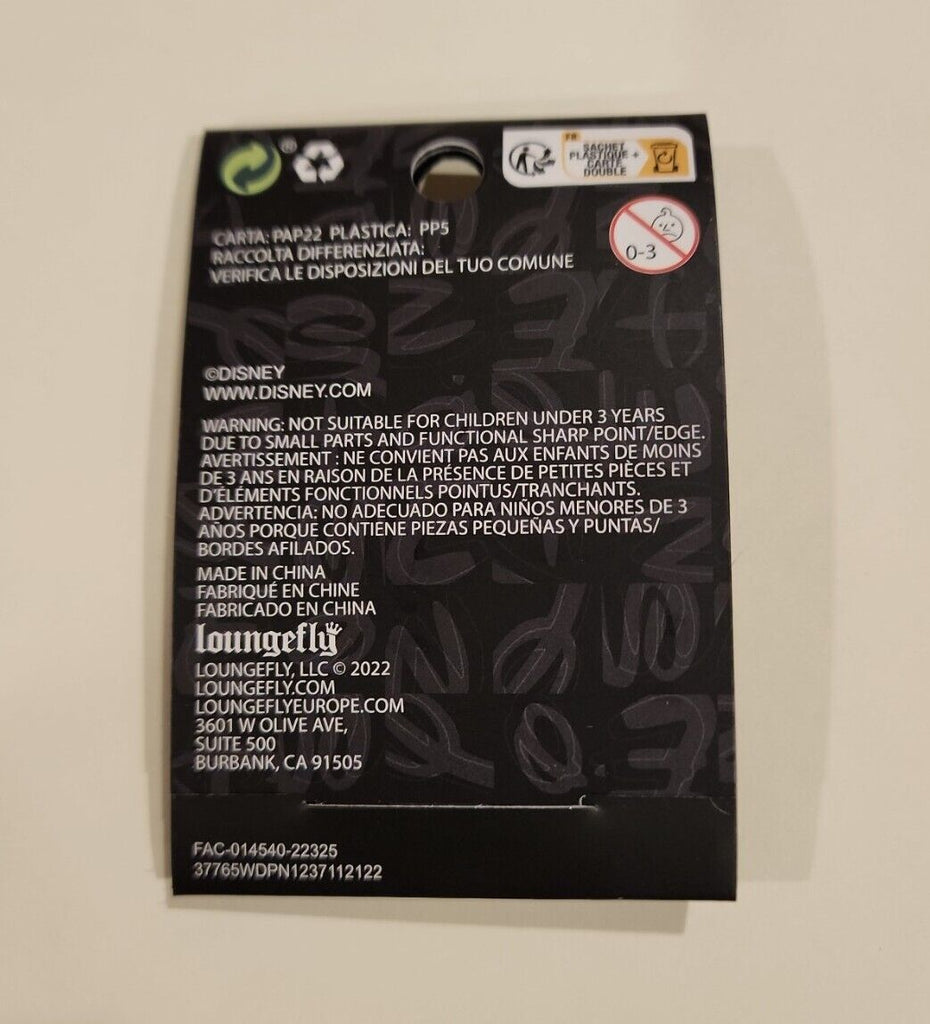 ®
FR
SACHET
PLASTIQUE +
CARTE
DOUBLE
0-3
CARTA: PAP22 PLASTICA: PP5
RACCOLTA DIFFERENZIATA:
VERIFICA LE DISPOSIZIONI DEL TUO COMUNE
©DISNEY
WWW.DISNEY.COM
WARNING: NOT SUITABLE FOR CHILDREN UNDER 3 YEARS
DUE TO SMALL PARTS AND FUNCTIONAL SHARP POINT/EDGE.
AVERTISSEMENT : NE CONVIENT PAS AUX ENFANTS DE MOINS
DE 3 ANS EN RAISON DE LA PRÉSENCE DE PETITES PIÈCES ET
D'ÉLÉMENTS FONCTIONNELS POINTUS/TRANCHANTS.
ADVERTENCIA: NO ADECUADO PARA NIÑOS MENORES DE 3
AÑOS PORQUE CONTIENE PIEZAS PEQUEÑAS Y PUNTAS/
BORDES AFILADOS.
MADE IN CHINA
FABRIQUÉ EN CHINE
FABRICADO EN CHINA
loungefly
LOUNGEFLY, LLC © 2022
LOUNGEFLY.COM
LOUNGEFLYEUROPE.COM
3601 W OLIVE AVE,
SUITE 500
BURBANK, CA 91505
FAC-014540-22325
37765WDPN1237112122